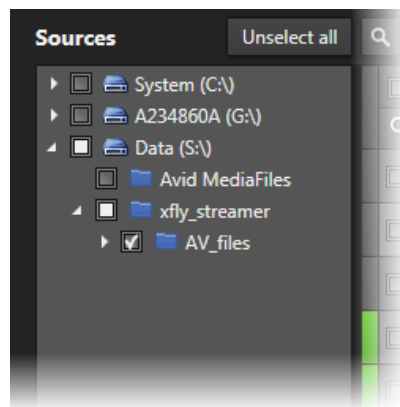 Sources
Unselect all
System (C:\)
A234860A (G:\)
Data (S:\)
Avid MediaFiles
xfly_streamer
AV_files